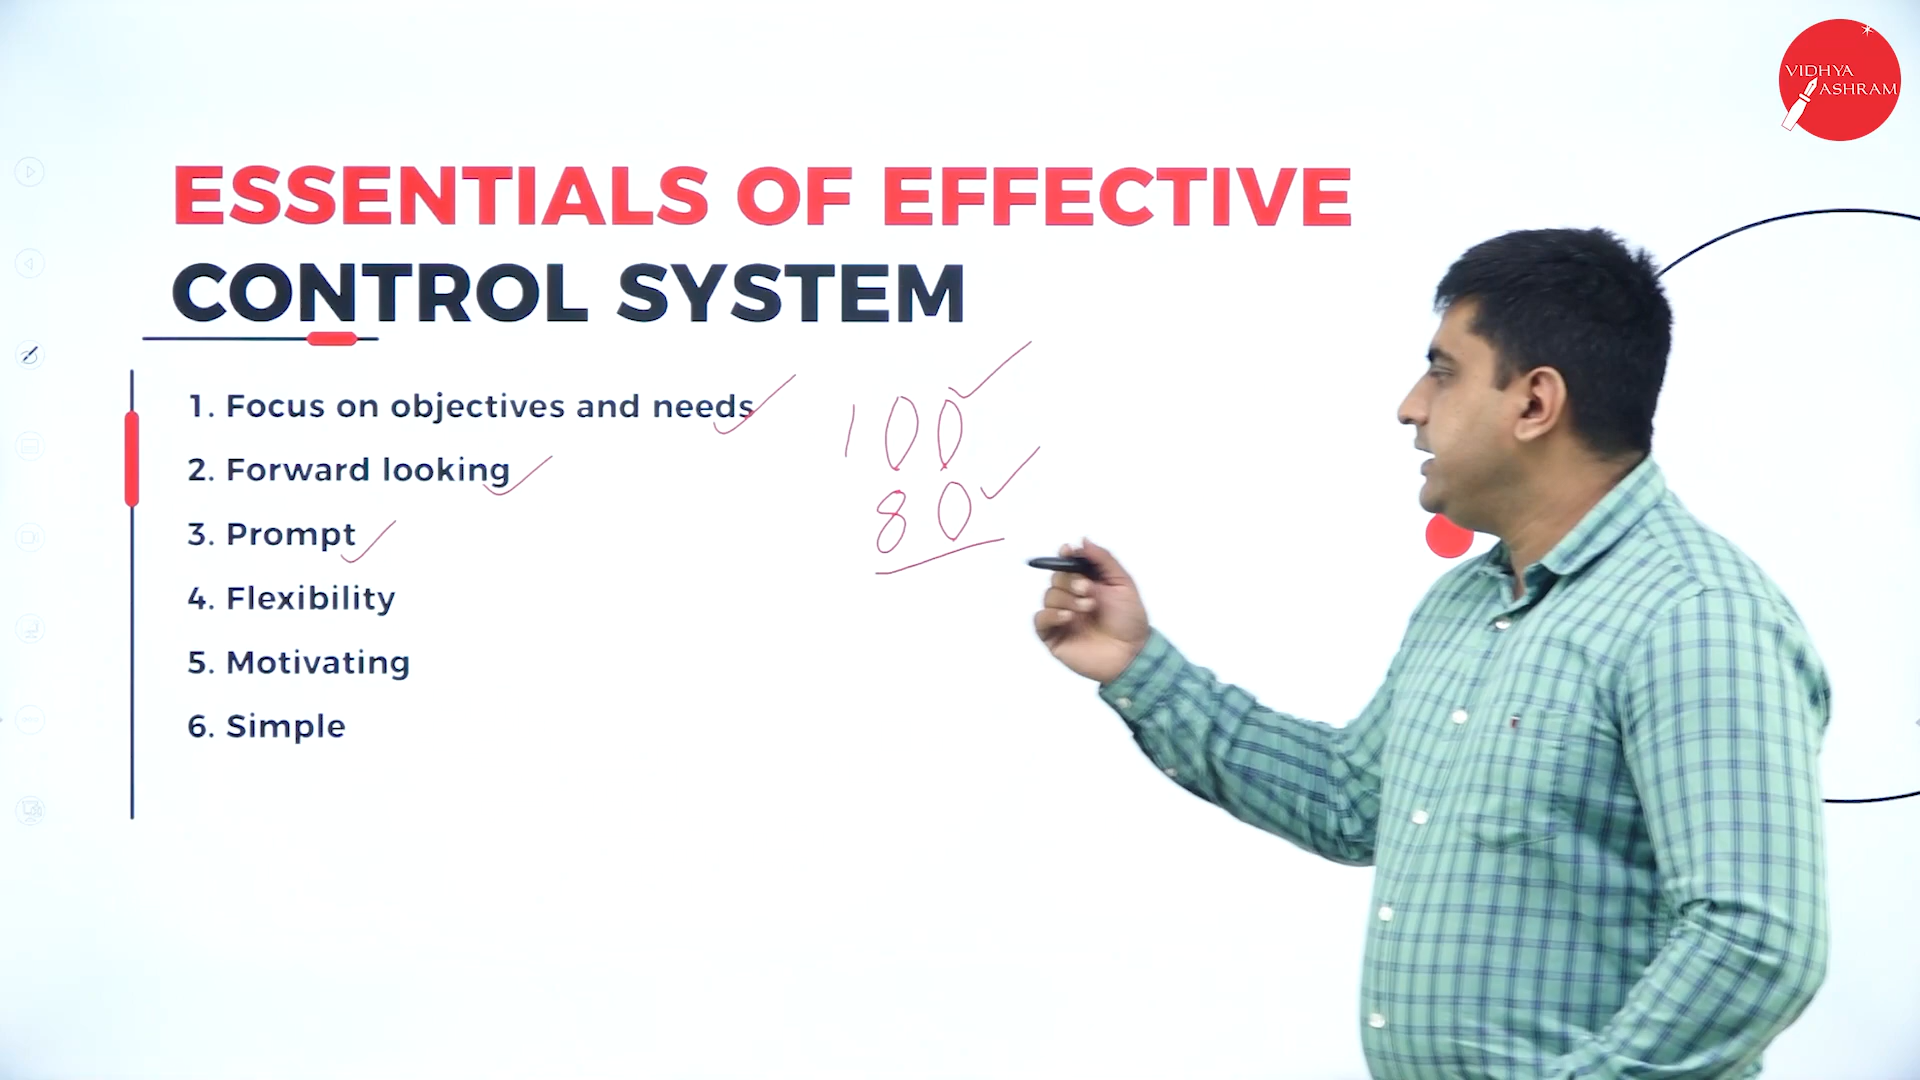 VIDHYA
ASHRAM
ESSENTIALS OF EFFECTIVE
CONTROL SYSTEM
1. Focus on objectives and needs
2. Forward looking
3. Prompt
4. Flexibility
5. Motivating
6. Simple
100
80